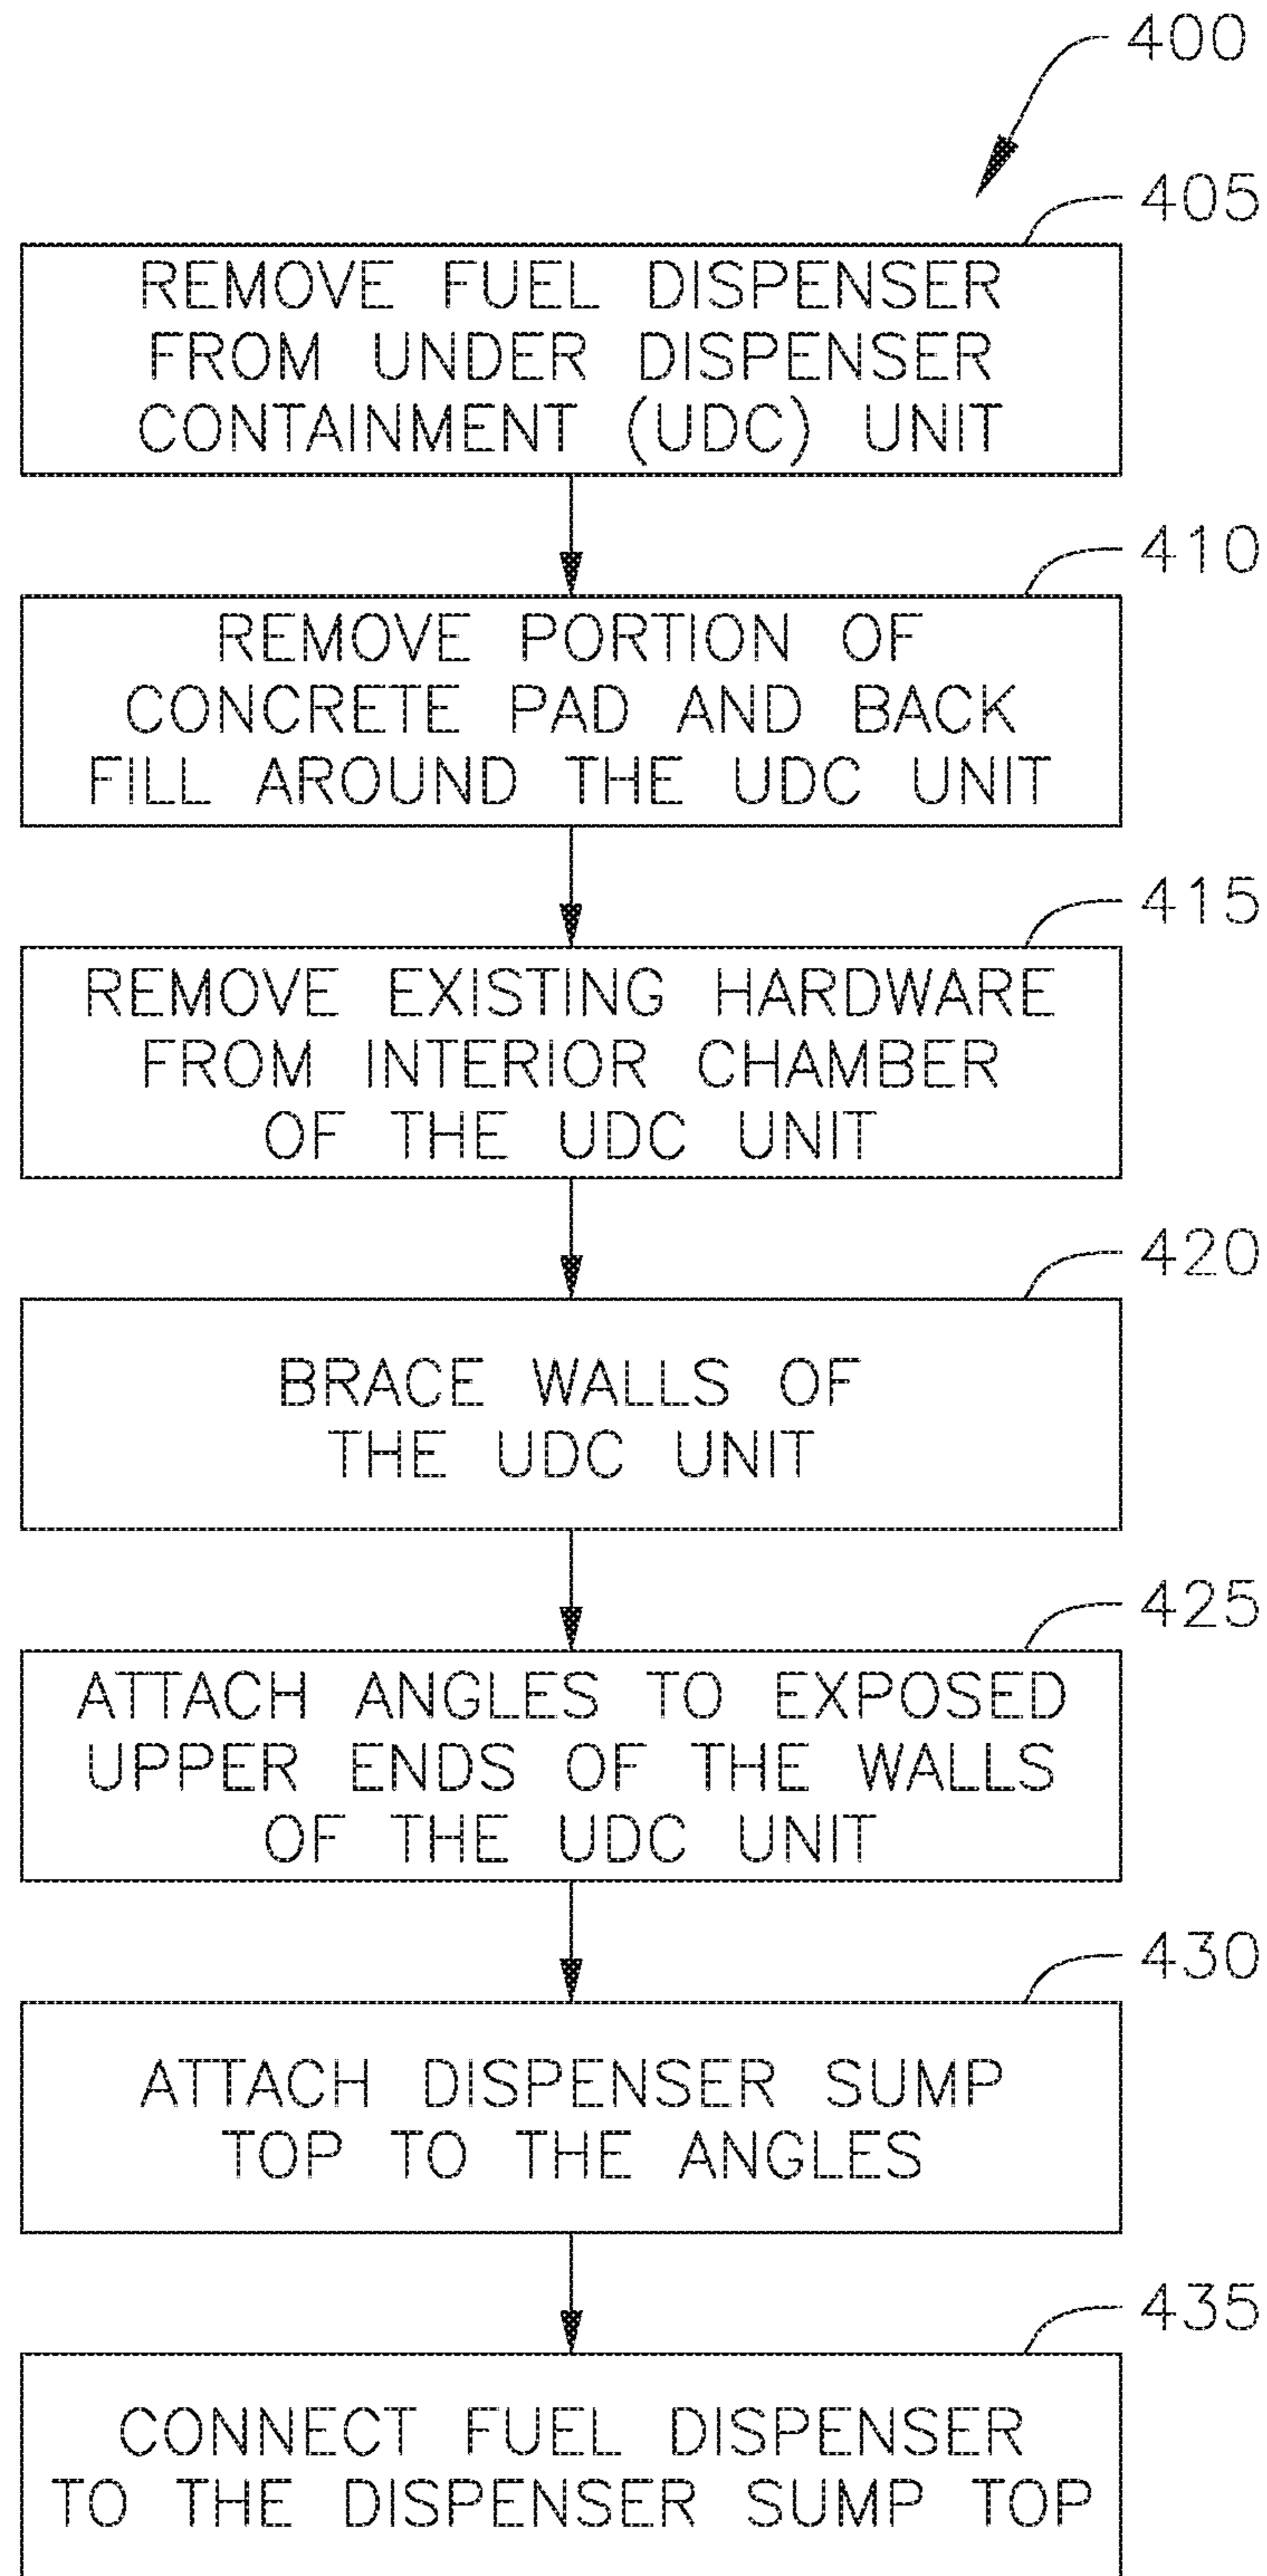 400
405
REMOVE FUEL DISPENSER
FROM UNDER DISPENSER
CONTAINMENT (UDC) UNIT
410
REMOVE PORTION OF
CONCRETE PAD AND BACK
FILL AROUND THE UDC UNIT
415
REMOVE EXISTING HARDWARE
FROM INTERIOR CHAMBER
OF THE UDC UNIT
420
BRACE WALLS OF
THE UDC UNIT
425
ATTACH ANGLES TO EXPOSED
UPPER ENDS OF THE WALLS
OF THE UDC UNIT
430
ATTACH DISPENSER SUMP
TOP TO THE ANGLES
435
CONNECT FUEL DISPENSER
TO THE DISPENSER SUMP TOP